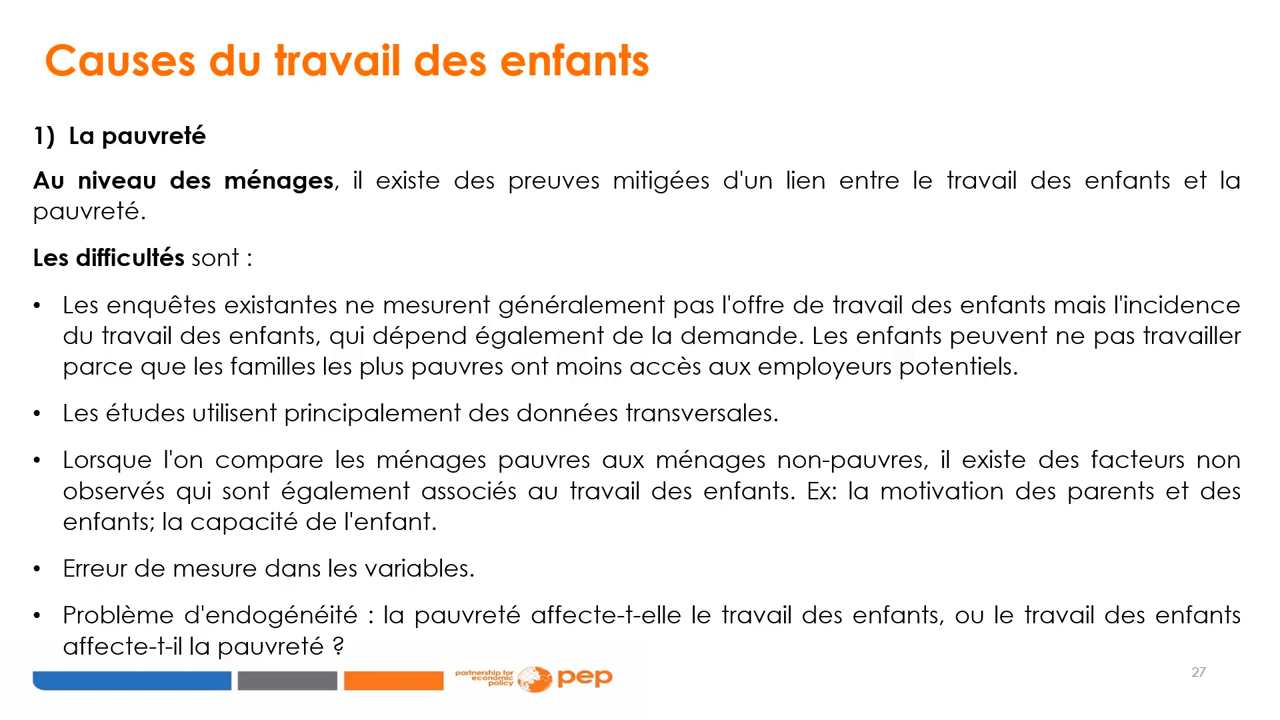 Causes du travail des enfants
1) La pauvreté
Au niveau des ménages, il existe des preuves mitigées d'un lien entre le travail des enfants et la
pauvreté.
Les difficultés sont :
• Les enquêtes existantes ne mesurent généralement pas l'offre de travail des enfants mais l'incidence
du travail des enfants, qui dépend également de la demande. Les enfants peuvent ne pas travailler
parce que les familles les plus pauvres ont moins accès aux employeurs potentiels.
• Les études utilisent principalement des données transversales.
• Lorsque l'on compare les ménages pauvres aux ménages non-pauvres, il existe des facteurs non
observés qui sont également associés au travail des enfants. Ex: la motivation des parents et des
enfants; la capacité de l'enfant.
• Erreur de mesure dans les variables.
• Problème d'endogénéité : la pauvreté affecte-t-elle le travail des enfants, ou le travail des enfants
affecte-t-il la pauvreté ?
partnership for
economic
policy
pep
27